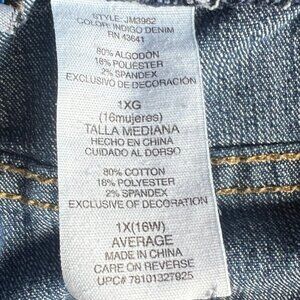 STYLE: JM3962
COLOR: INDIGO DENIM
RN 43641
80% ALGODON
18% POLIESTER
2% SPANDEX
EXCLUSIVO DE DECORACIÓN
1XG
(16mujeres)
TALLA MEDIANA
HECHO EN CHINA
CUIDADO AL DORSO
80% COTTON
18% POLYESTER
2% SPANDEX
EXCLUSIVE OF DECORATION
1X(16W)
AVERAGE
MADE IN CHINA
CARE ON REVERSE
UPC# 78101327925